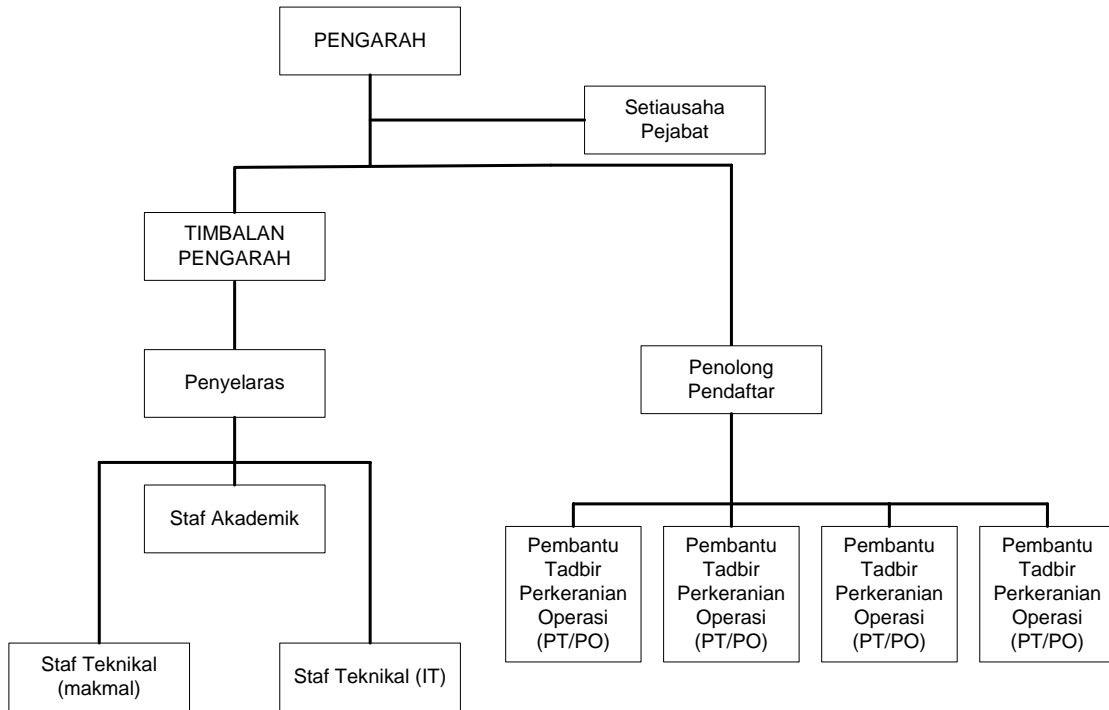 PENGARAH
Setiausaha
Pejabat
TIMBALAN
PENGARAH
Penyelaras
Penolong
Pendaftar
Staf Akademik
Pembantu
Tadbir
Perkeranian
Operasi
(PT/PO)
Pembantu
Tadbir
Perkeranian
Operasi
(PT/PO)
Pembantu
Tadbir
Perkeranian
Operasi
(PT/PO)
Pembantu
Tadbir
Perkeranian
Operasi
(PT/PO)
Staf Teknikal
(makmal)
Staf Teknikal (IT)